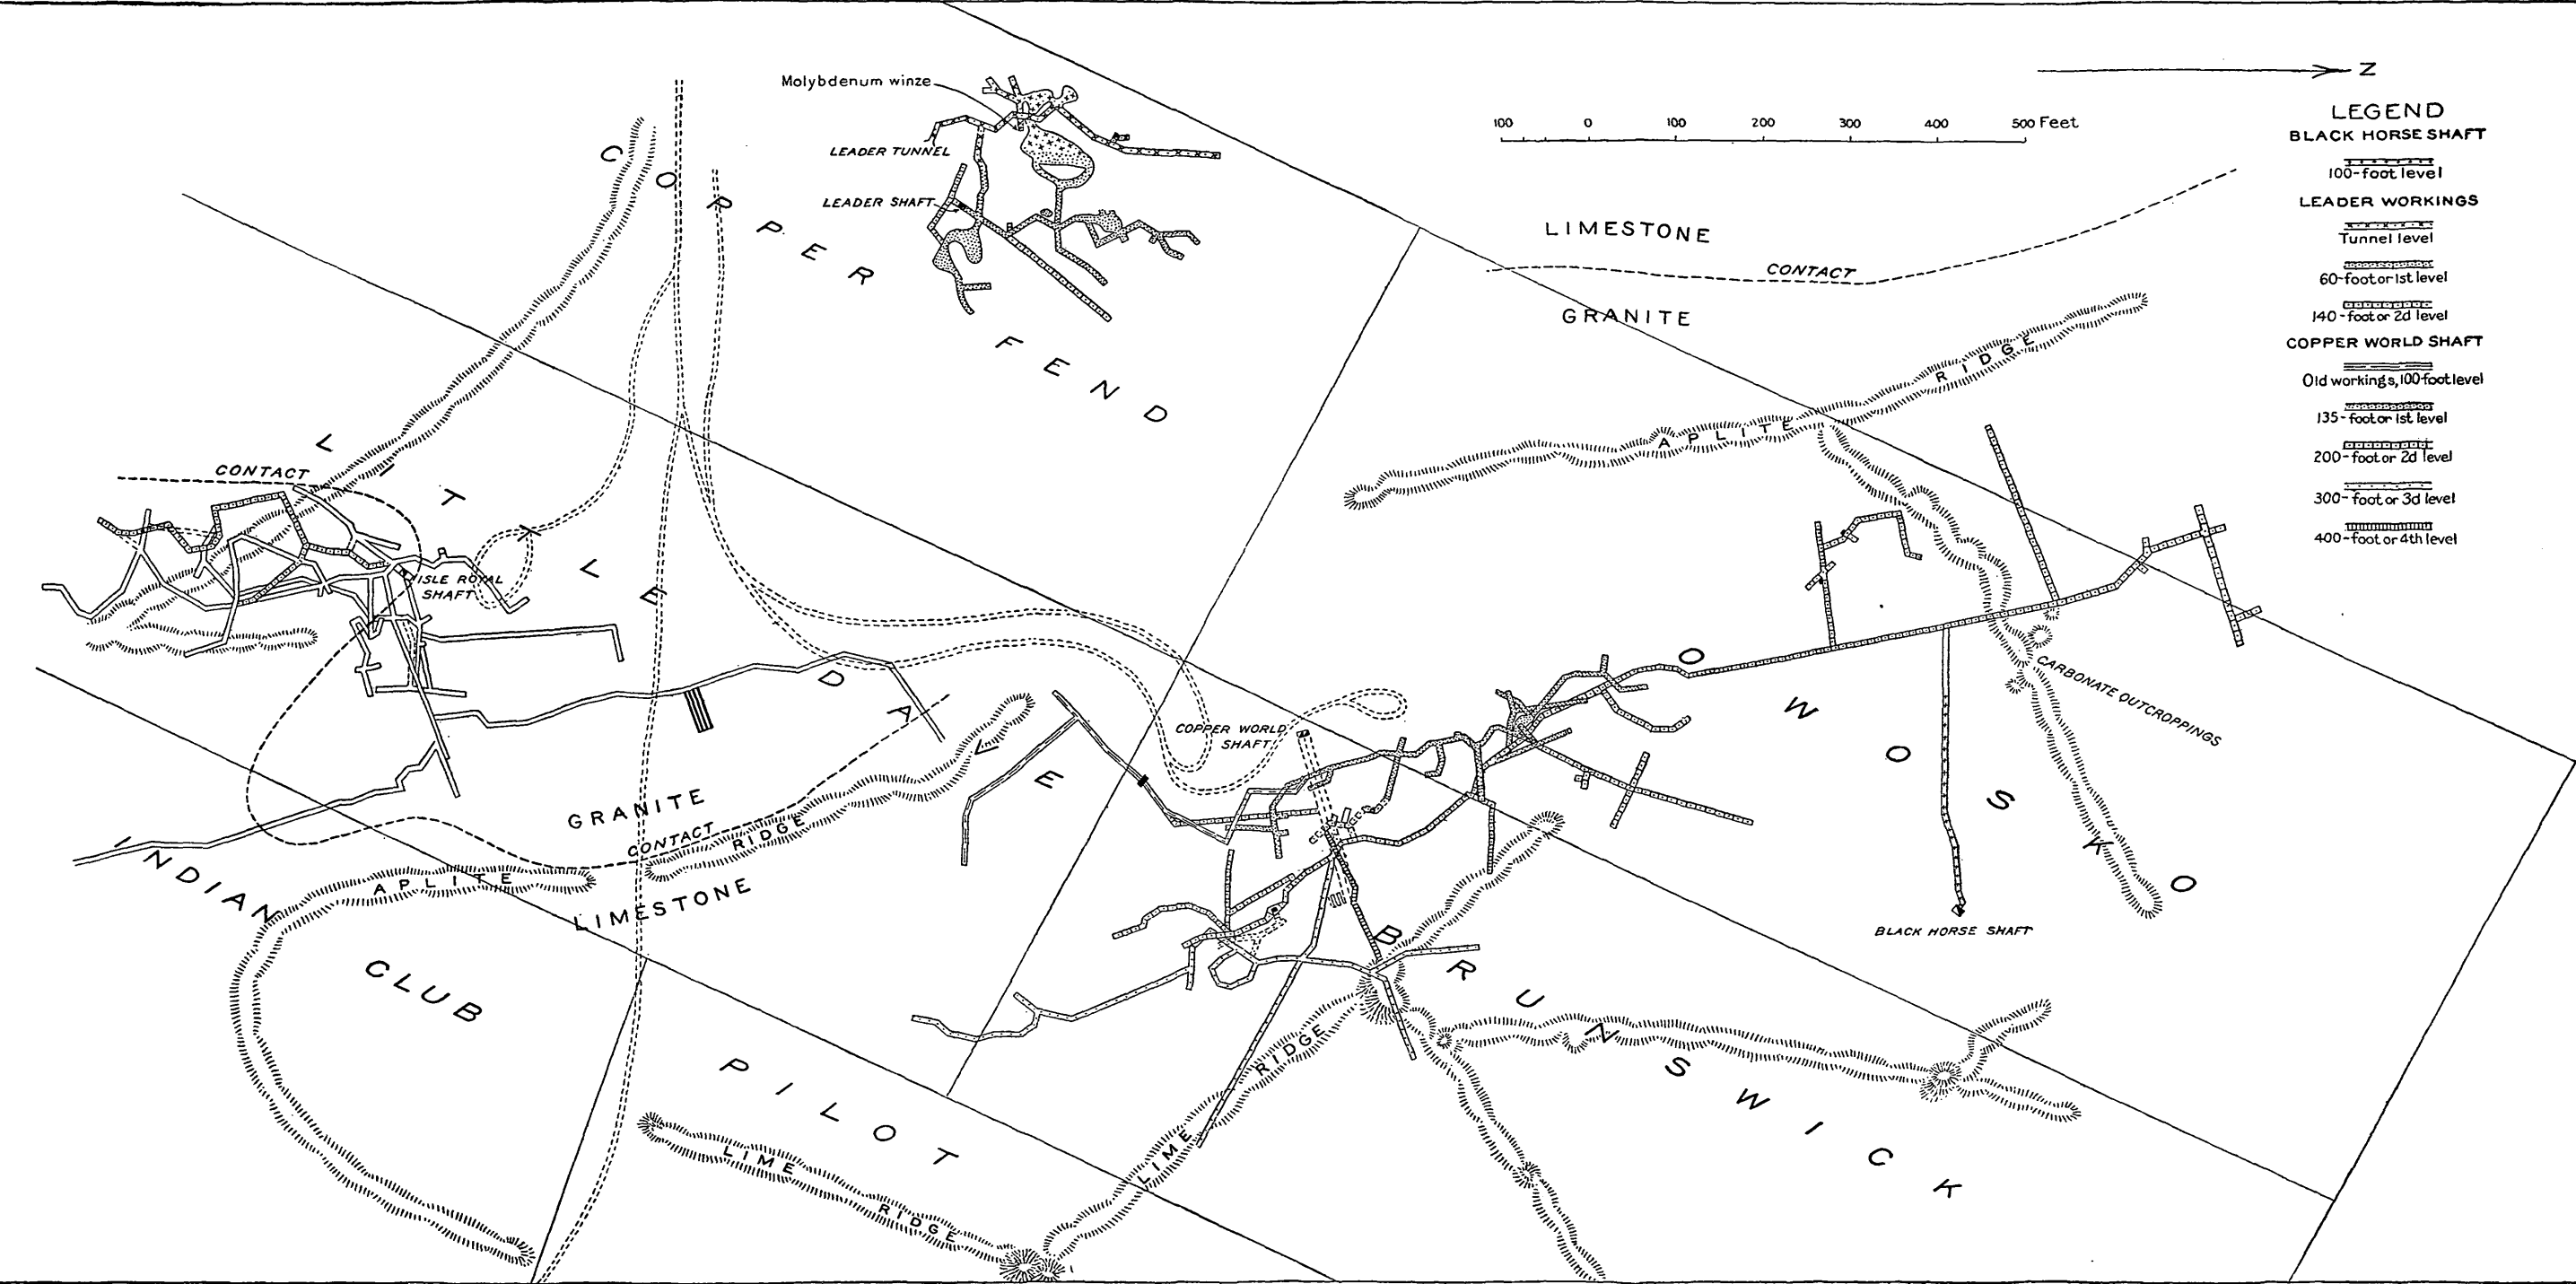 Molybdenum winze
LEADER TUNNEL
LEADER SHAFT
COPPER FEND
N
100 0 100 200 300 400 500 Feet
LEGEND
BLACK HORSE SHAFT
100-foot level
LEADER WORKINGS
Tunnel level
60-foot or 1st level
140-foot or 2d level
COPPER WORLD SHAFT
Old workings, 100 foot level
135-foot or 1st level
200-foot or 2d level
300-foot or 3d level
400-foot or 4th level
LIMESTONE
CONTACT
GRANITE
APLITE RIDGE
LITTLE DAVE
CONTACT
ISLE ROYAL
SHAFT
COPPER WORLD
SHAFT
OWOSKO
CARBONATE OUTCROPPINGS
BLACK HORSE SHAFT
GRANITE
CONTACT
APLITE RIDGE
LIMESTONE
INDIAN
CLUB
PILOT
LIME RIDGE
LIME RIDGE
BRUNSWICK